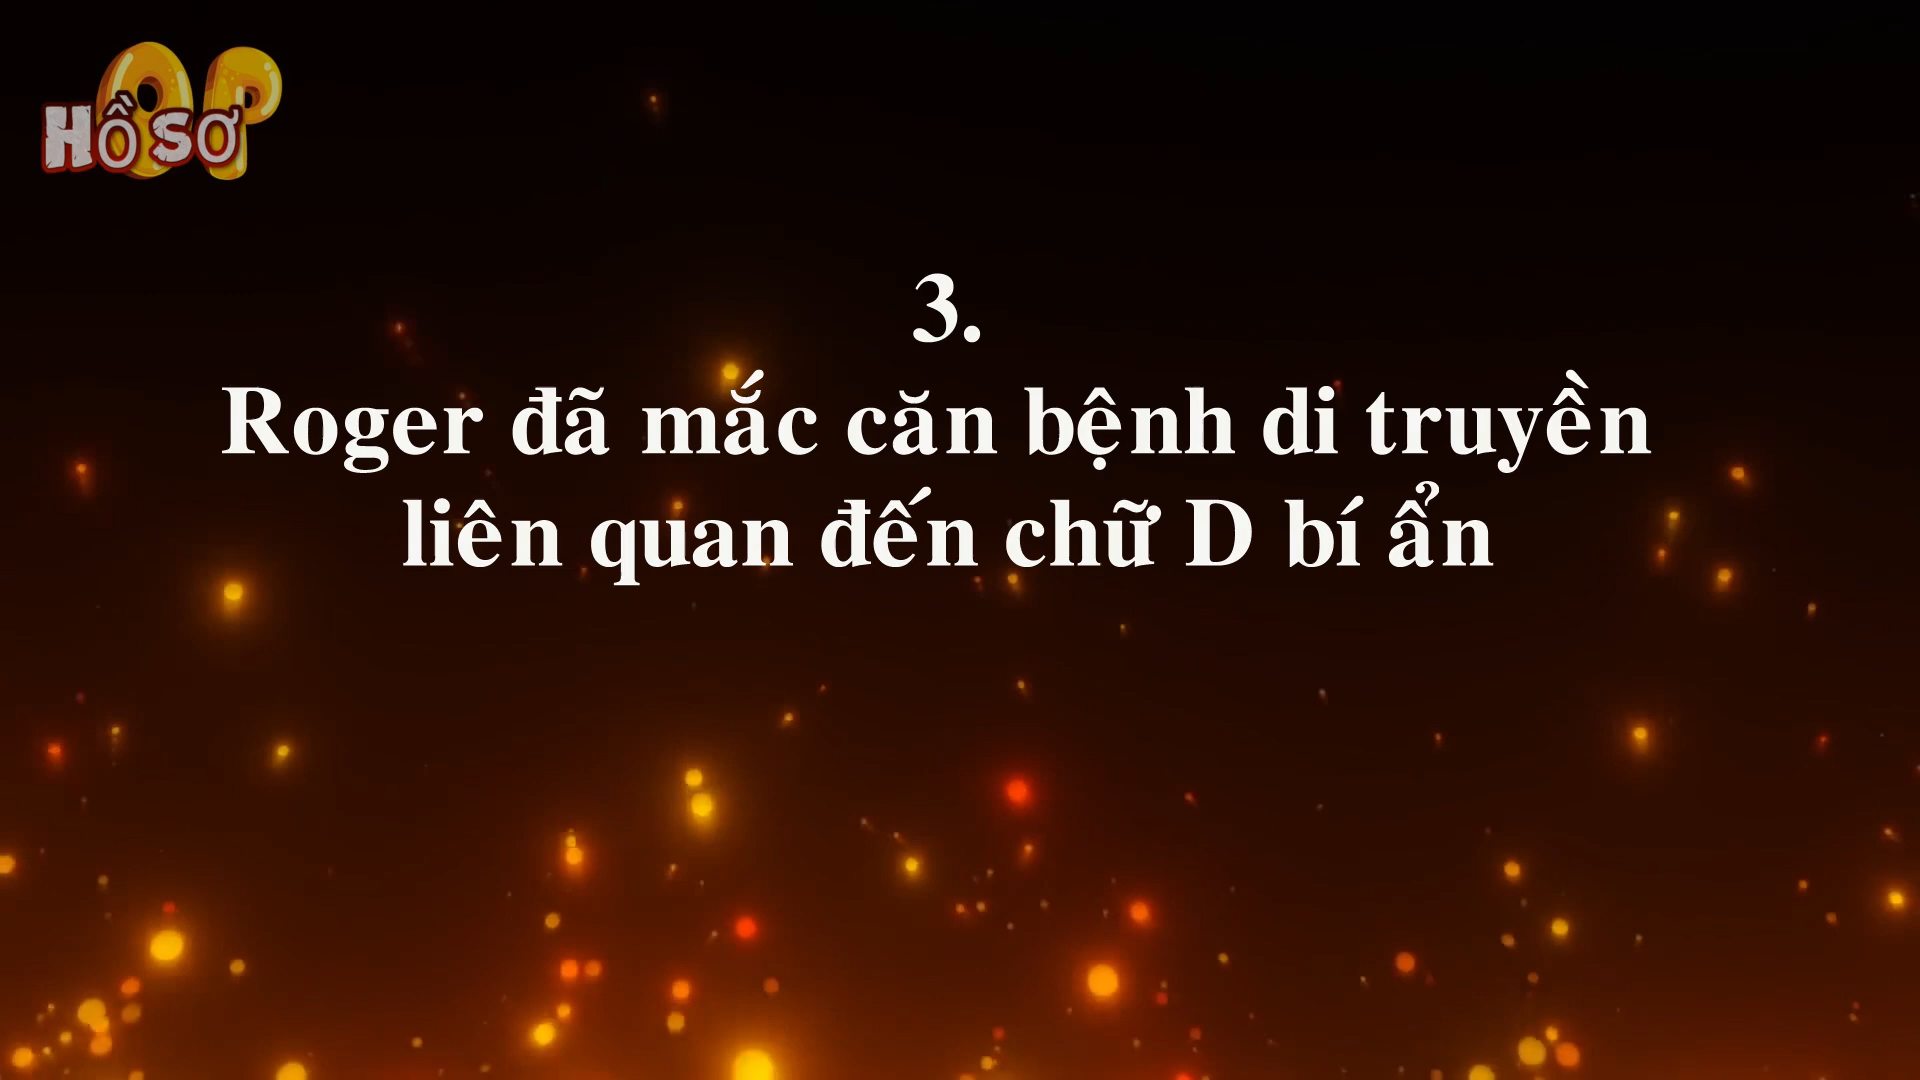 OP
Hồ sơ
3.
Roger đã mắc căn bệnh di truyền
liên quan đến chữ D bí ẩn